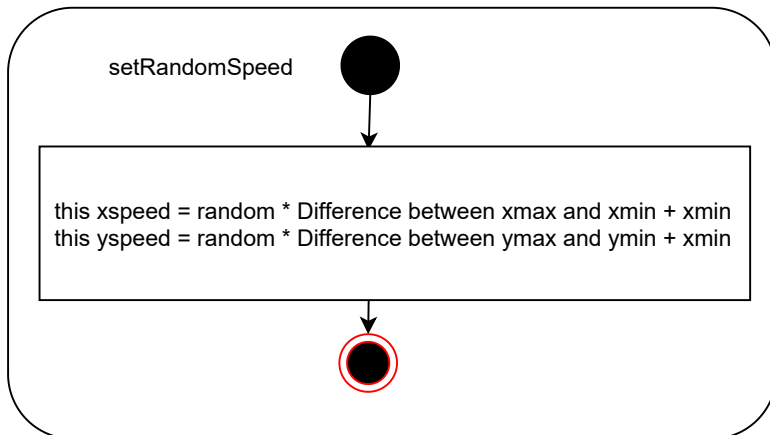 setRandomSpeed
this xspeed = random * Difference between xmax and xmin + xmin
this yspeed = random * Difference between ymax and ymin + xmin